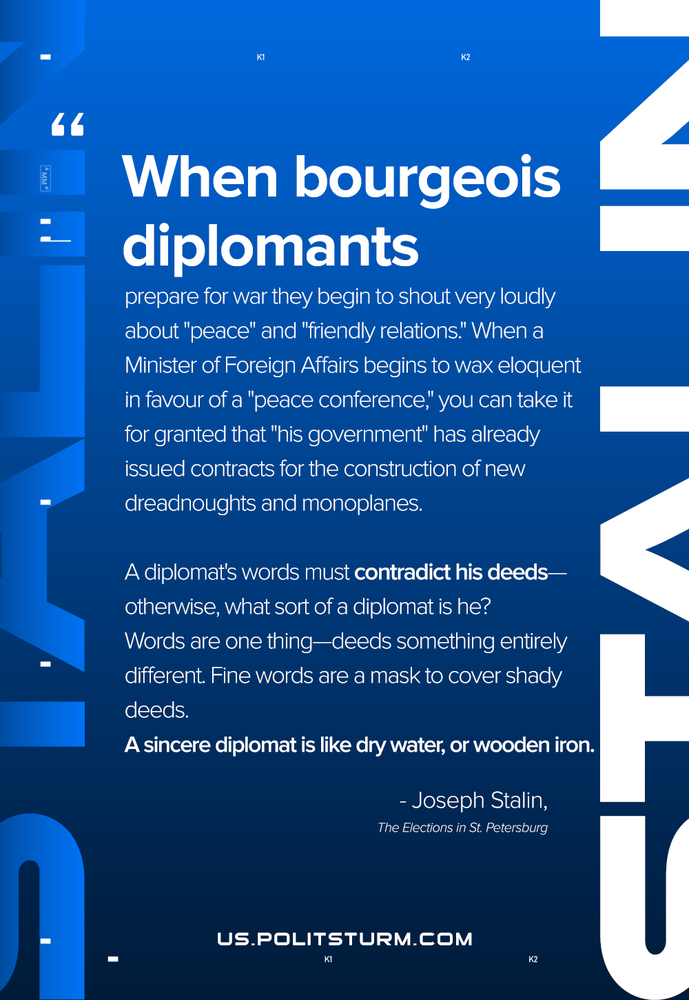 K1 K2
“
MM
When bourgeois
diplomants
prepare for war they begin to shout very loudly
about "peace" and "friendly relations." When a
Minister of Foreign Affairs begins to wax eloquent
in favour of a "peace conference," you can take it
for granted that "his government" has already
issued contracts for the construction of new
dreadnoughts and monoplanes.
A diplomat's words must contradict his deeds—
otherwise, what sort of a diplomat is he?
Words are one thing—deeds something entirely
different. Fine words are a mask to cover shady
deeds.
A sincere diplomat is like dry water, or wooden iron.
- Joseph Stalin,
The Elections in St. Petersburg
US.POLITSTURM.COM
K1 K2
STALIN
STALIN